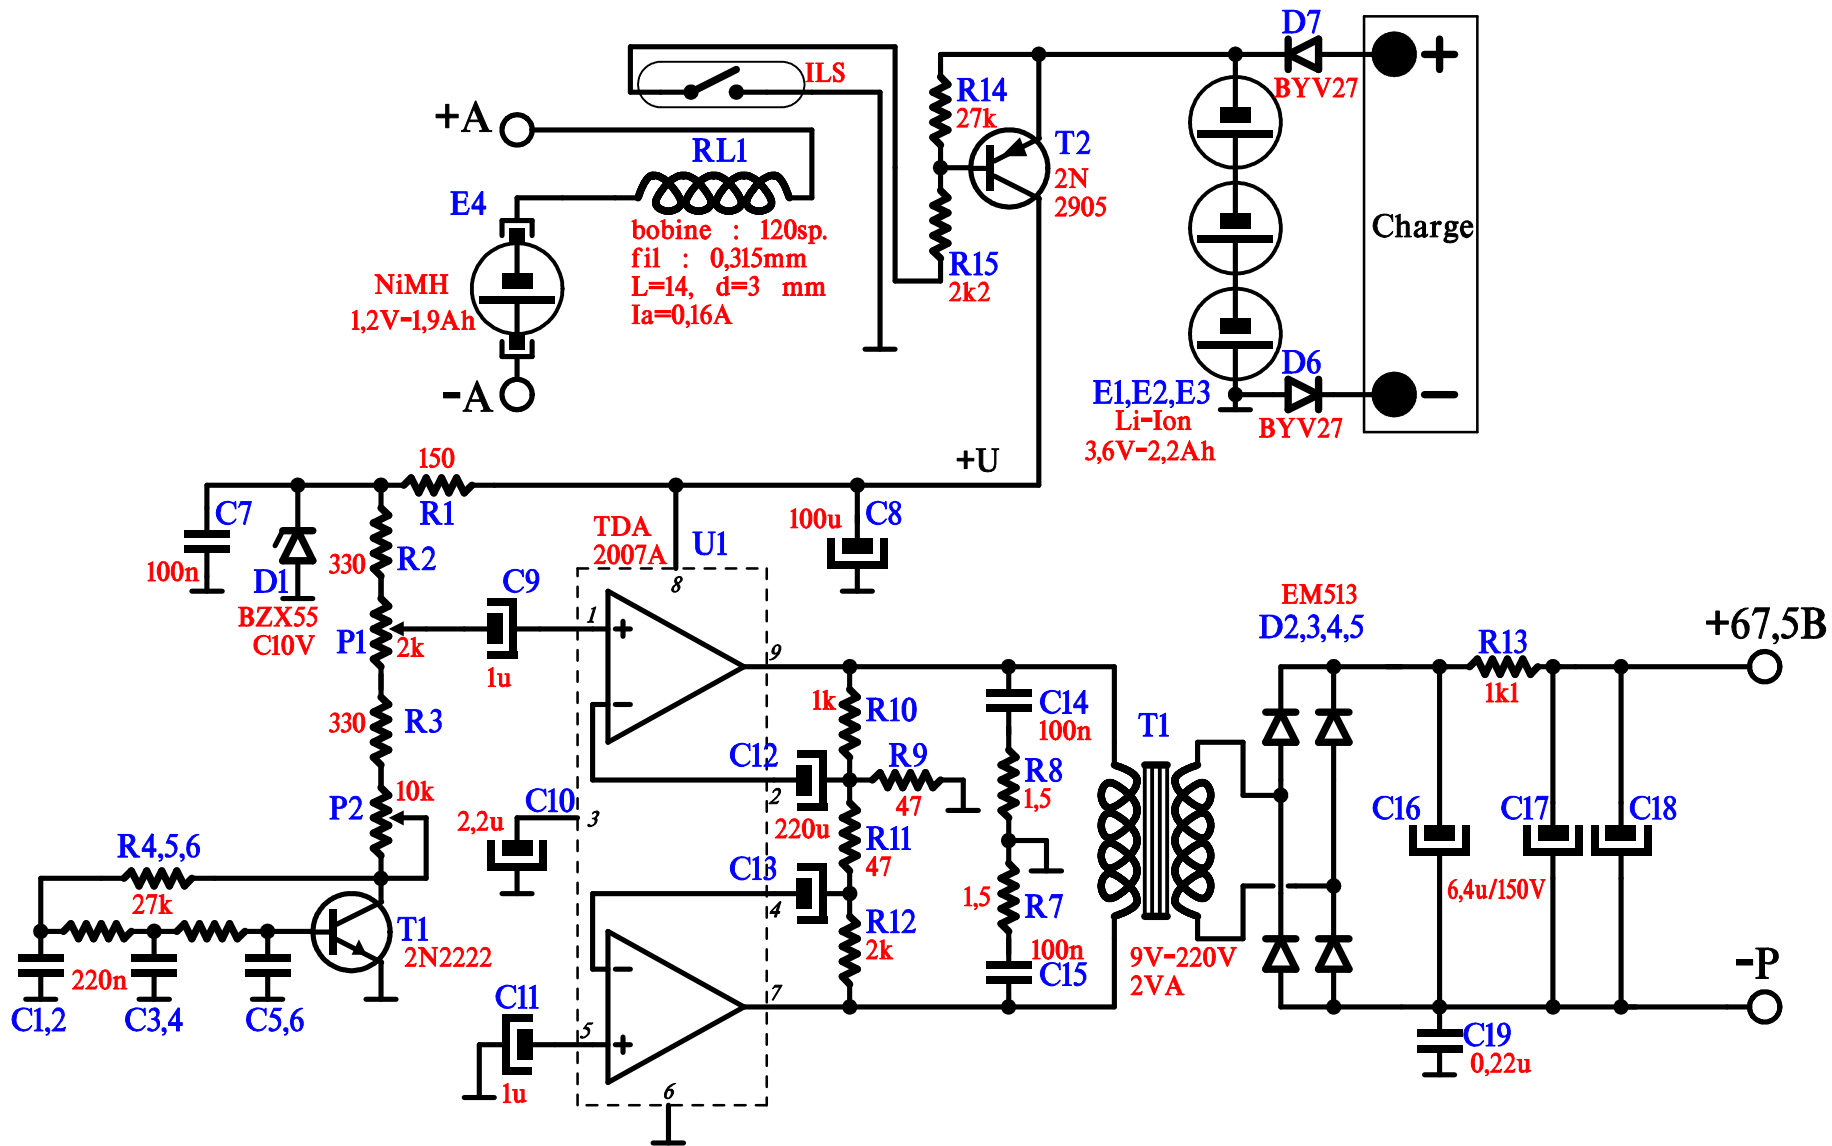 D7
BYV27
+
Charge
ILS
+A
RL1
R14
27k
T2
2N
2905
E4
bobine : 120sp.
fil : 0,315mm
L=14, d=3 mm
Ia=0,16A
NiMH
1,2V-1,9Ah
R15
2k2
-A
D6
BYV27
-
E1,E2,E3
Li-Ion
3,6V-2,2Ah
+U
150
R1
C7
100n
D1
BZX55
C10V
R2
330
P1
2k
R3
330
P2
10k
C9
1u
TDA
2007A
U1
8
100u
C8
1
+
9
-
EM513
D2,3,4,5
+67,5B
R13
1k1
1k
R10
C14
100n
T1
C12
2
220u
R9
47
R8
1,5
C10
2,2u
3
R11
47
C13
4
R12
2k
1,5
R7
100n
C15
C16
C17
C18
6,4u/150V
R4,5,6
27k
T1
2N2222
220n
C1,2
C3,4
C5,6
C11
1u
5
-
+
7
6
9V-220V
2VA
-P
C19
0,22u